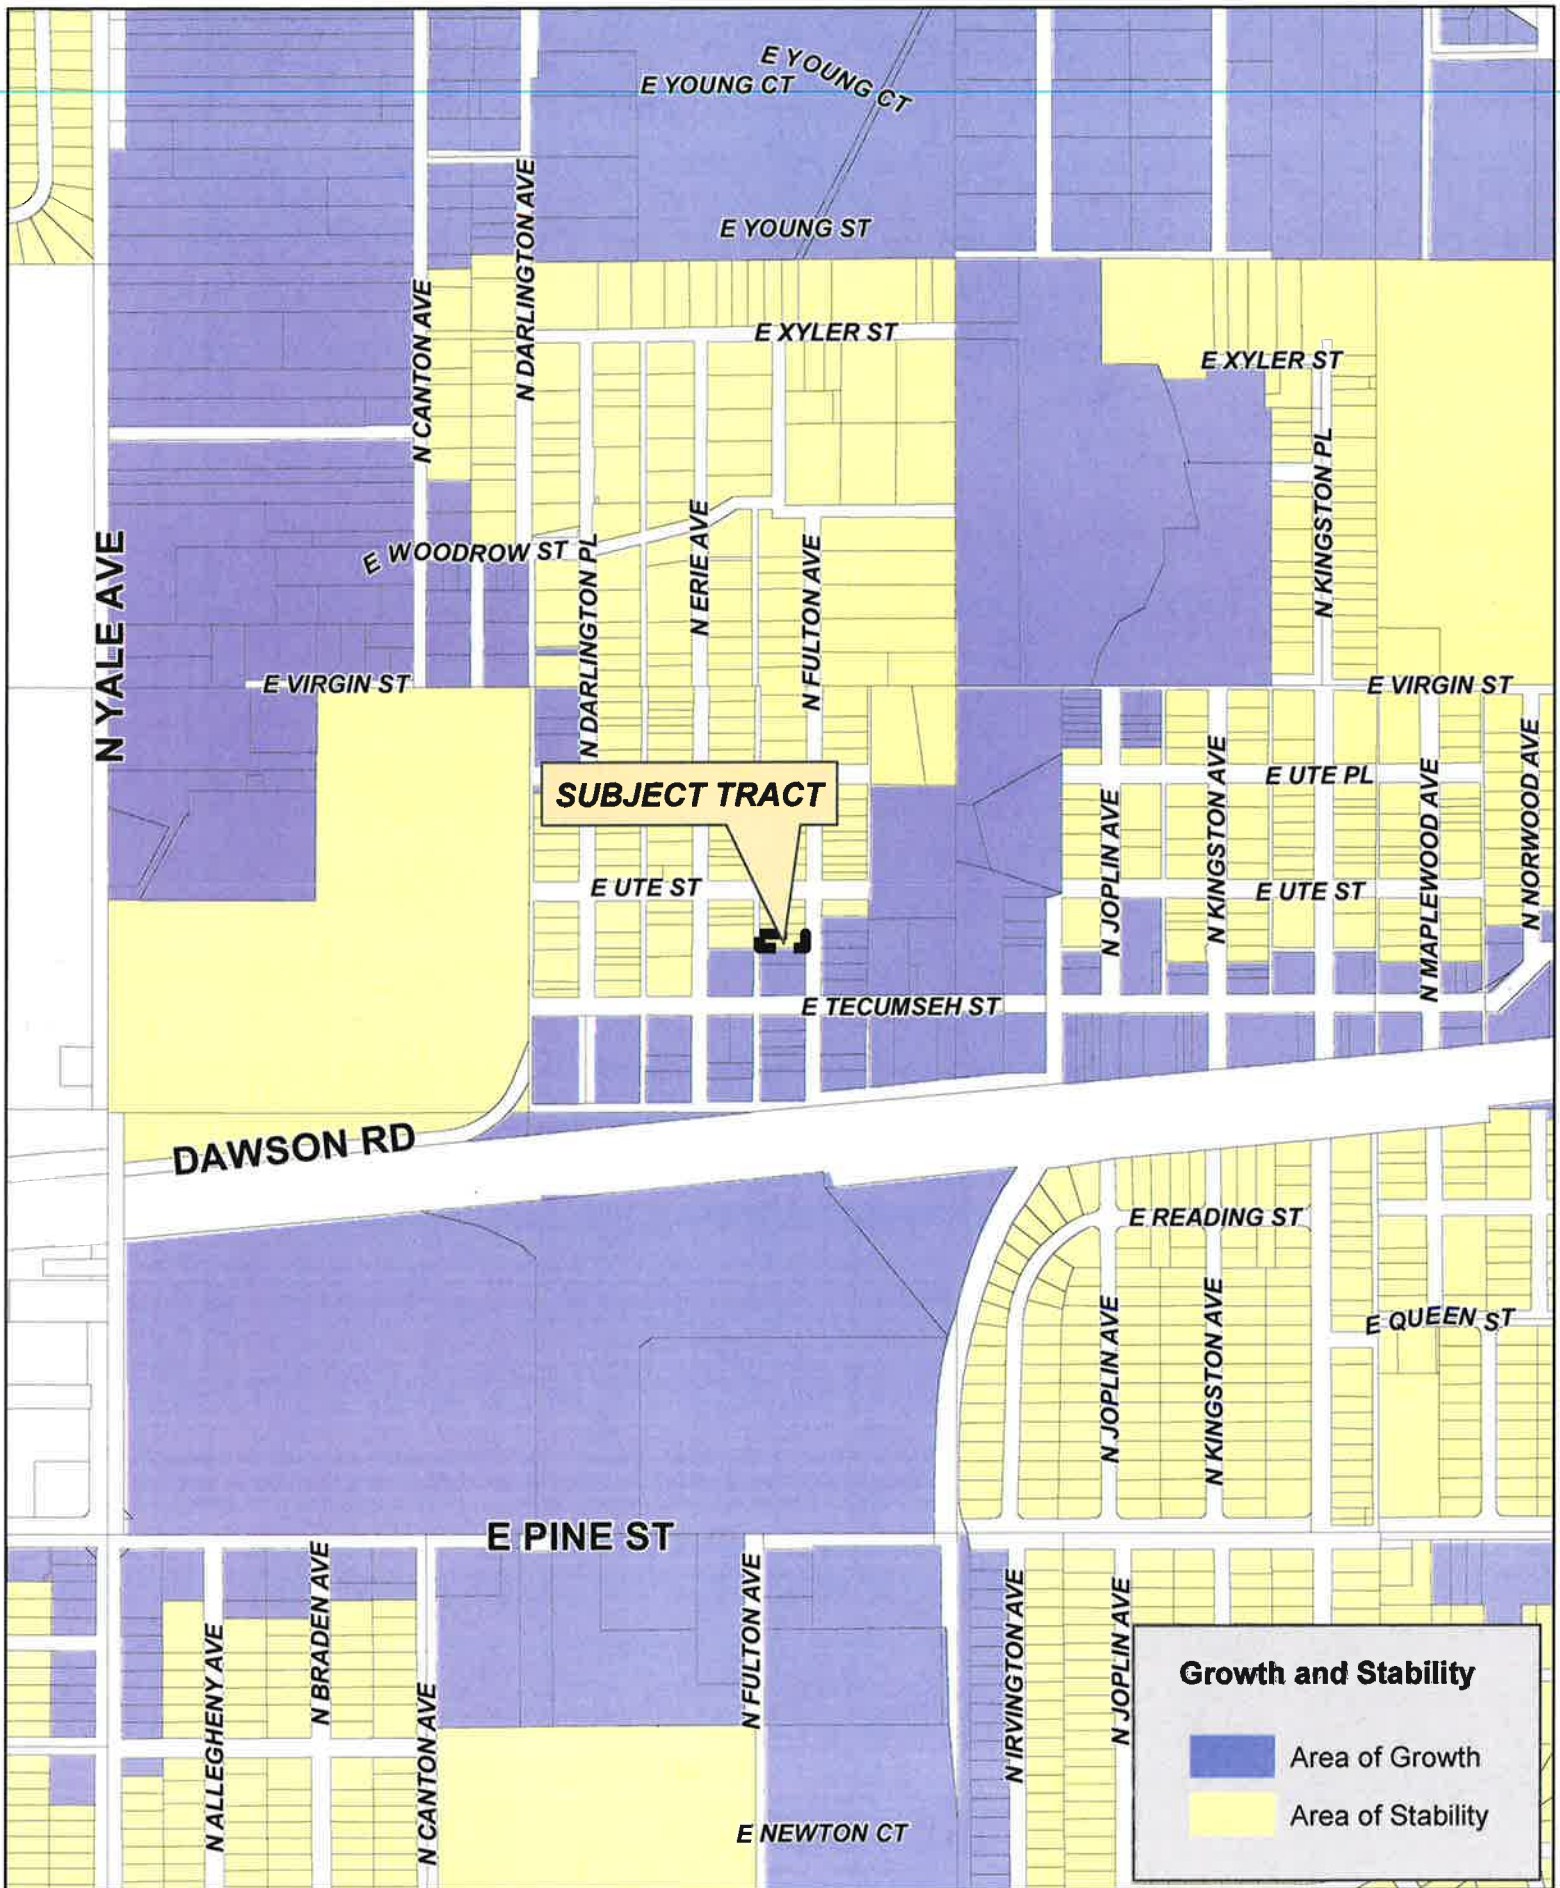 E YOUNG CT
E YOUNG CT
E YOUNG ST
N DARLINGTON AVE
N CANTON AVE
E XYLER ST
E XYLER ST
N KINGSTON PL
N YALE AVE
E WOODROW ST
N DARLINGTON PL
N ERIE AVE
N FULTON AVE
E VIRGIN ST
E VIRGIN ST
SUBJECT TRACT
E UTE PL
N JOPLIN AVE
N KINGSTON AVE
N MAPLEWOOD AVE
N NORWOOD AVE
E UTE ST
E UTE ST
E TECUMSEH ST
DAWSON RD
E READING ST
N JOPLIN AVE
N KINGSTON AVE
E QUEEN ST
E PINE ST
N ALLEGHENY AVE
N BRADEN AVE
N CANTON AVE
N FULTON AVE
N IRVINGTON AVE
N JOPLIN AVE
E NEWTON CT
Growth and Stability
Area of Growth
Area of Stability